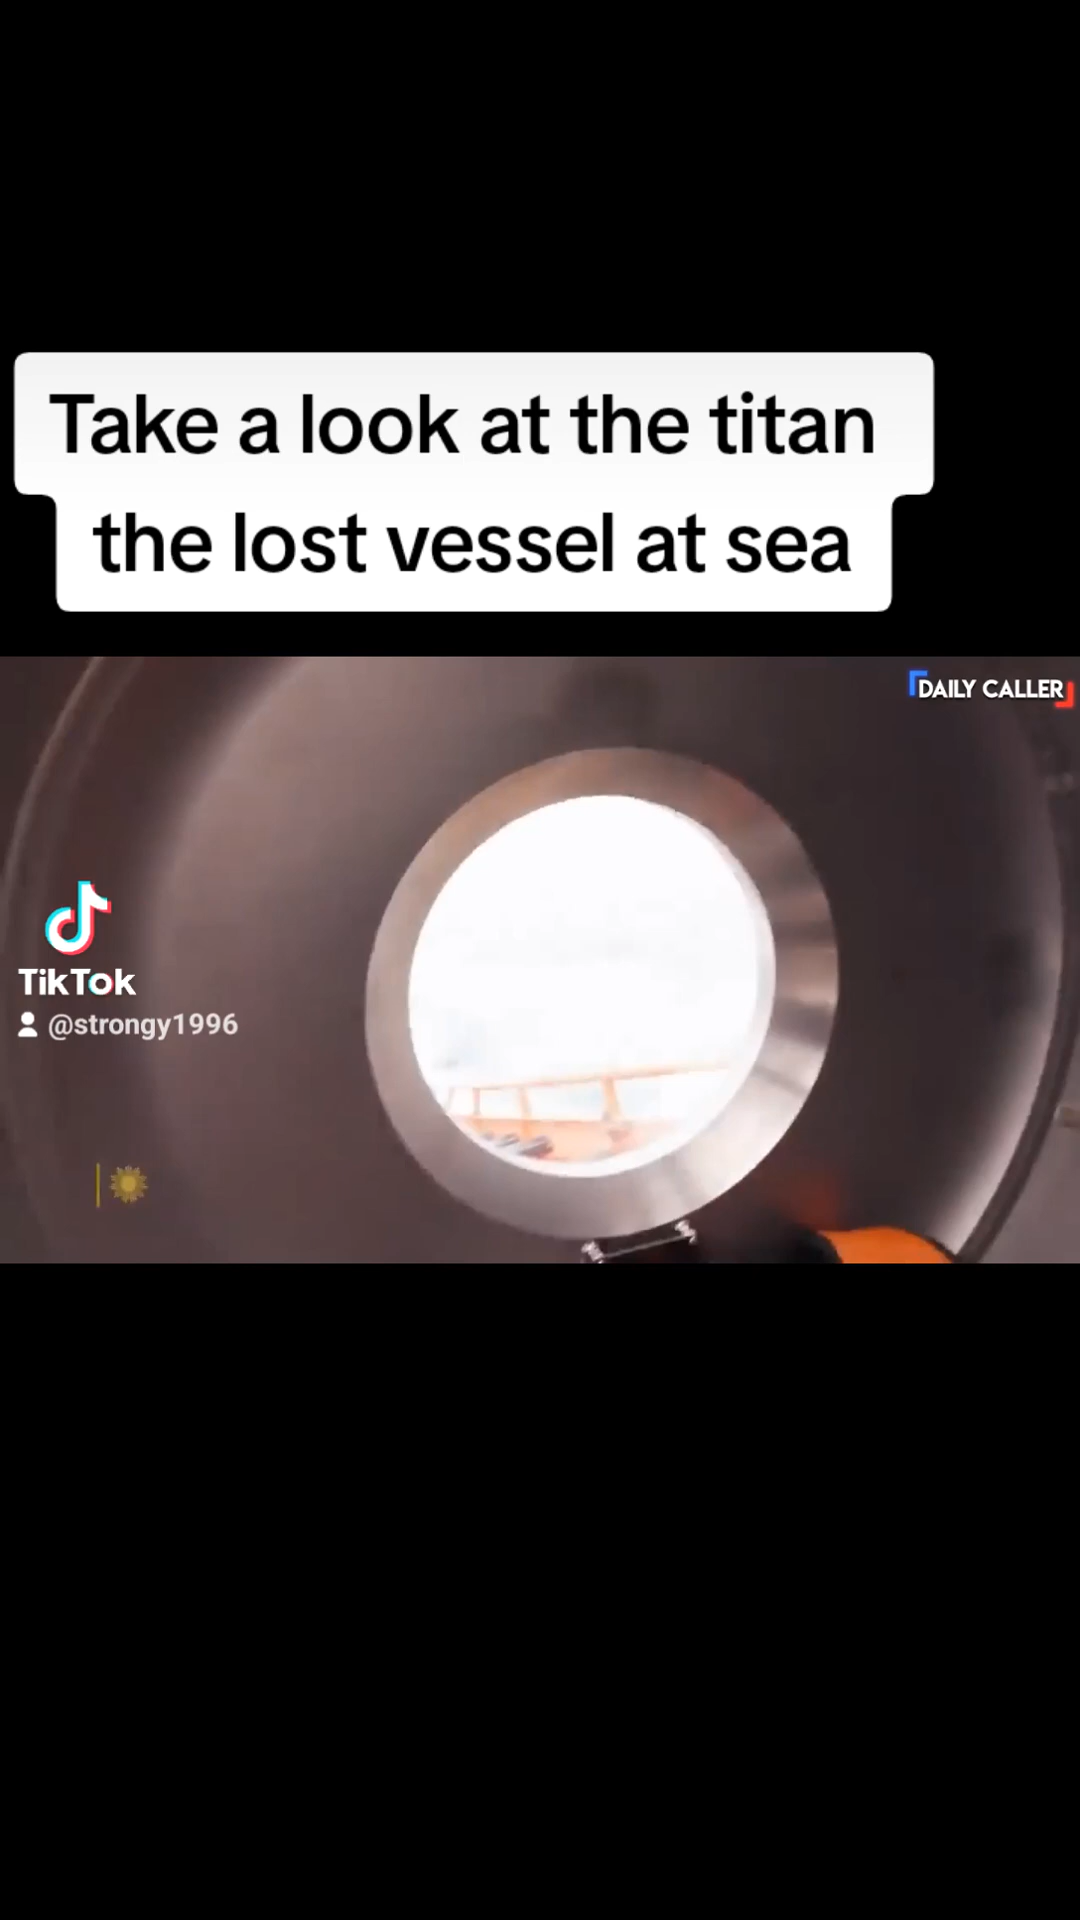 Take a look at the titan
the lost vessel at sea
DAILY CALLER
TikTok
@strongy1996